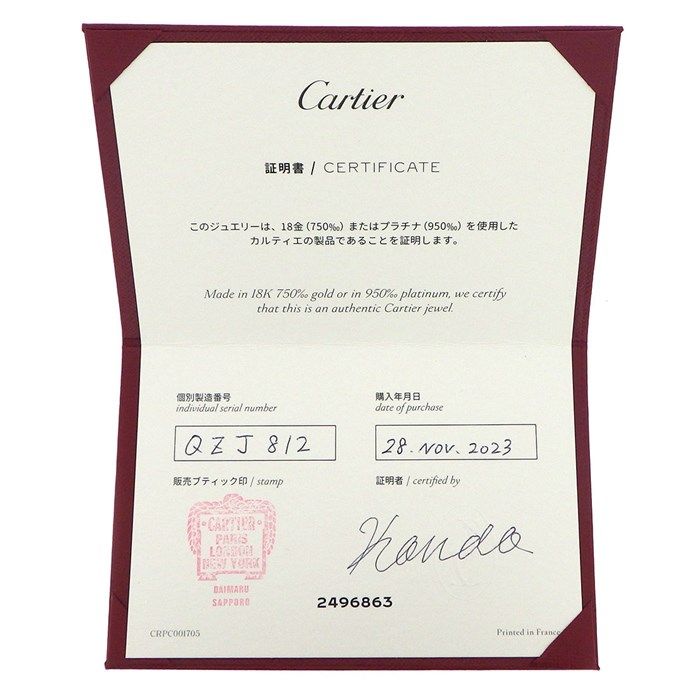 Cartier
証明書 / CERTIFICATE
このジュエリーは、18金(750‰)またはプラチナ(950‰)を使用した
カルティエの製品であることを証明します。
Made in 18K 750‰ gold or in 950‰ platinum, we certify
that this is an authentic Cartier jewel.
個別製造番号
individual serial number
QZJ812
購入年月日
date of purchase
28. NOV. 2023
販売ブティック印 / stamp
CARTIER
PARIS
LONDON
NEW YORK
DAIMARU
SAPPORO
証明者 / certified by
Honda
2496863
CRPC001705
Printed in France